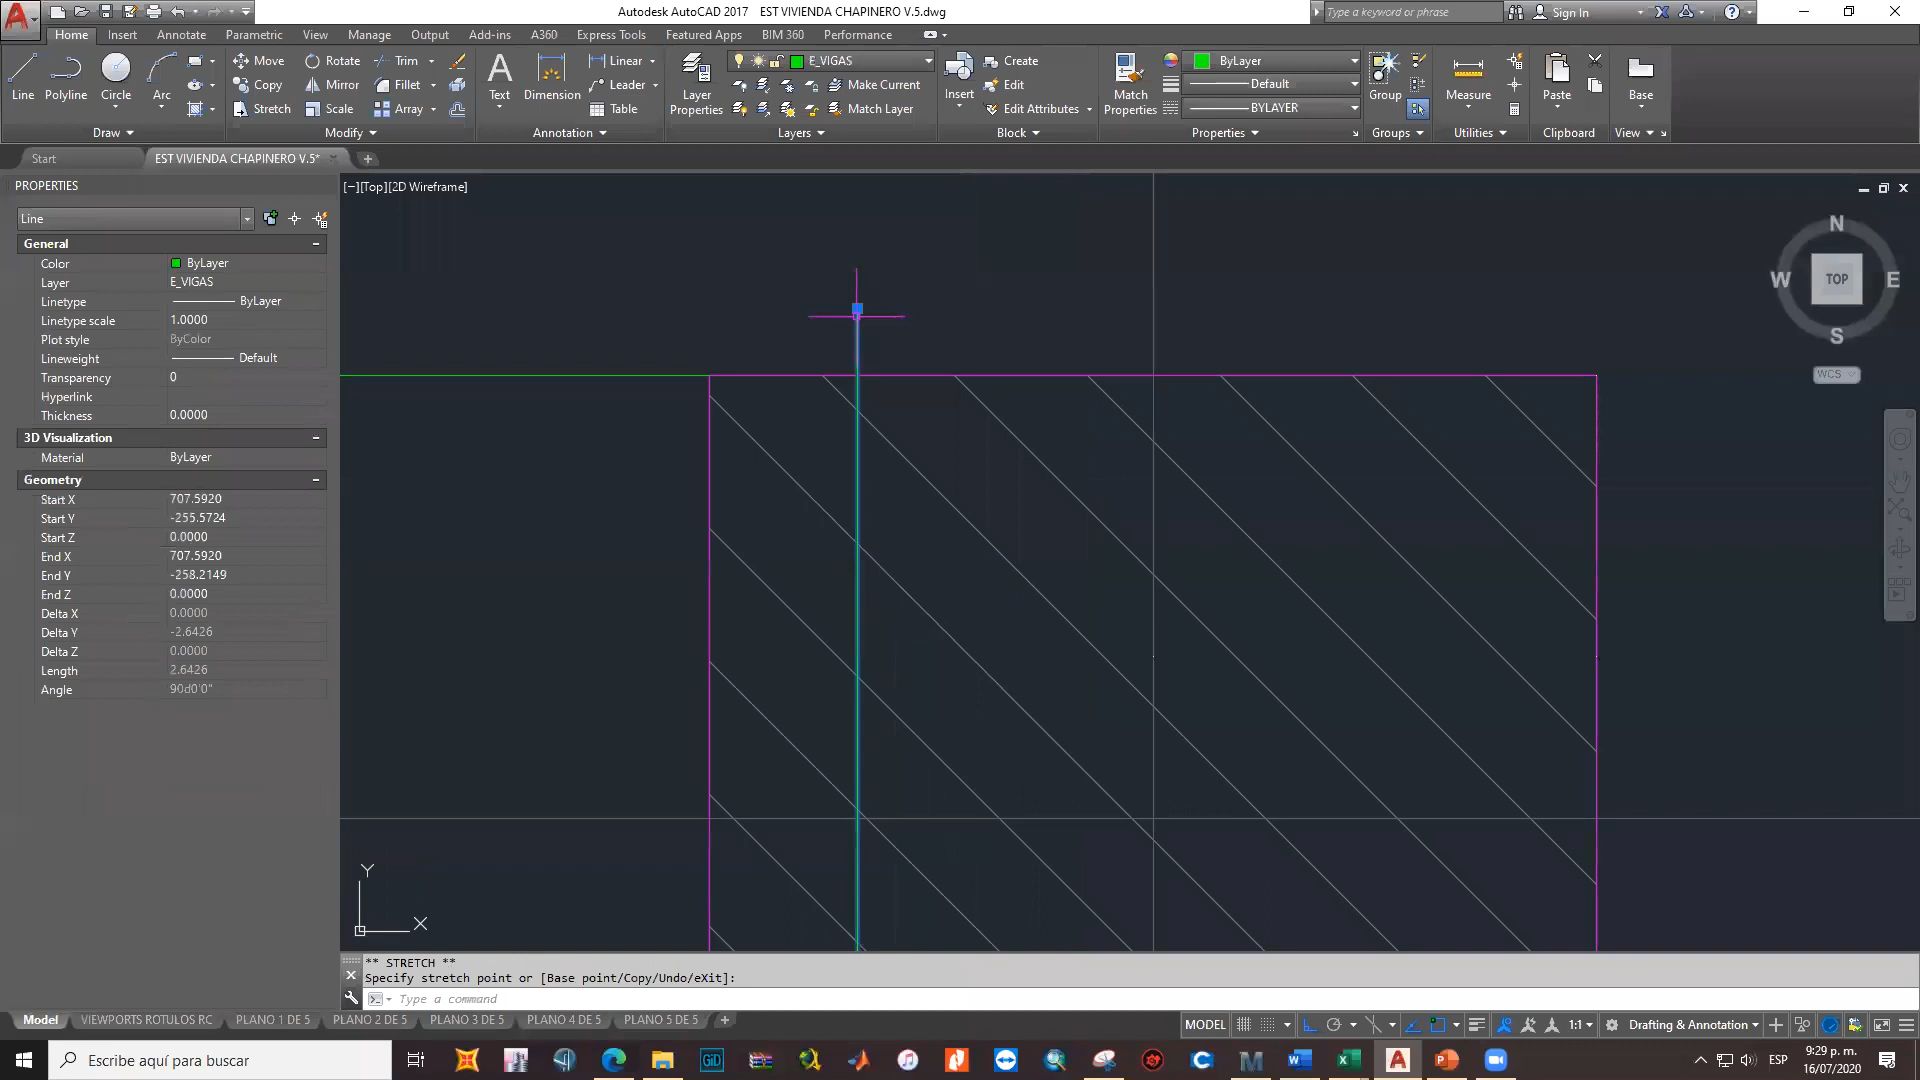 Autodesk AutoCAD 2017 EST VIVIENDA CHAPINERO V.5.dwg
Type a keyword or phrase
Sign In
Home Insert Annotate Parametric View Manage Output Add-ins A360 Express Tools Featured Apps BIM 360 Performance
Line Polyline Circle Arc
Draw
Move Rotate Trim
Copy Mirror Fillet
Stretch Scale Array
Modify
Text Dimension
Linear
Leader
Table
Annotation
Layer Properties
E_VIGAS
Make Current
Match Layer
Layers
Insert
Create
Edit
Edit Attributes
Block
Match Properties
ByLayer
Default
BYLAYER
Properties
Group
Groups
Measure
Utilities
Paste
Clipboard
Base
View
Start
EST VIVIENDA CHAPINERO V.5*
PROPERTIES
Line
General
Color ByLayer
Layer E_VIGAS
Linetype ByLayer
Linetype scale 1.0000
Plot style ByColor
Lineweight Default
Transparency 0
Hyperlink
Thickness 0.0000
3D Visualization
Material ByLayer
Geometry
Start X 707.5920
Start Y -255.5724
Start Z 0.0000
End X 707.5920
End Y -258.2149
End Z 0.0000
Delta X 0.0000
Delta Y -2.6426
Delta Z 0.0000
Length 2.6426
Angle 90d0'0"
[−][Top][2D Wireframe]
N
W TOP E
S
WCS
Y
X
** STRETCH **
Specify stretch point or [Base point/Copy/Undo/eXit]:
Type a command
Model VIEWPORTS ROTULOS RC PLANO 1 DE 5 PLANO 2 DE 5 PLANO 3 DE 5 PLANO 4 DE 5 PLANO 5 DE 5
MODEL 1:1 Drafting & Annotation
Escribe aquí para buscar
GiD
ESP
9:29 p. m.
16/07/2020